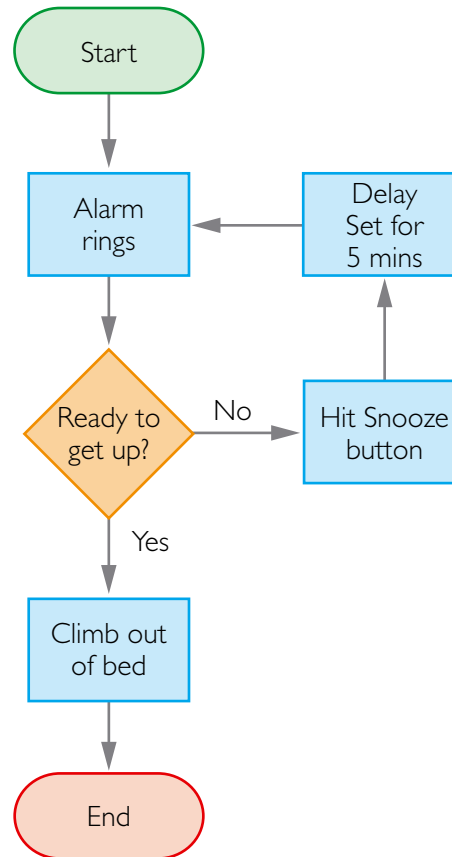 Start
Alarm
rings
Delay
Set for
5 mins
Ready to
get up?
No
Hit Snooze
button
Yes
Climb out
of bed
End